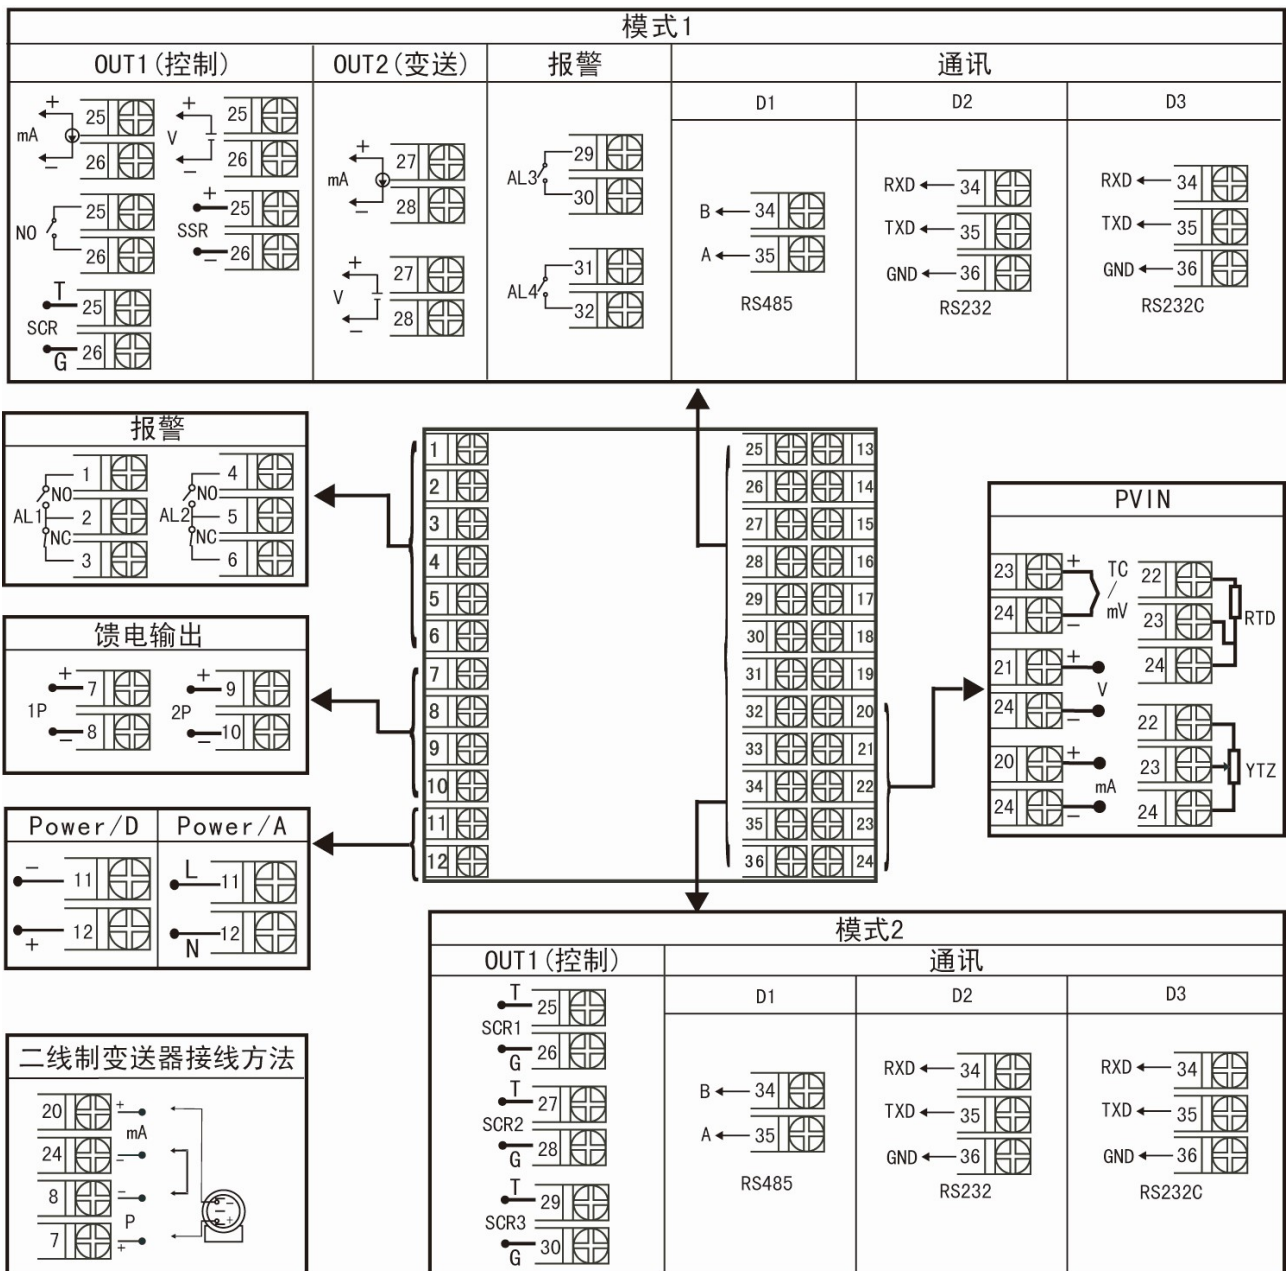 模式1
OUT1(控制) OUT2(变送) 报警 通讯
D1 D2 D3
+ mA − 25 26
+ V − 25 26
NO 25 26
+ SSR − 25 26
T SCR G 25 26
+ mA − 27 28
+ V − 27 28
AL3 29 30
AL4 31 32
B 34
A 35
RS485
RXD 34
TXD 35
GND 36
RS232
RXD 34
TXD 35
GND 36
RS232C
报警
AL1 NO NC 1 2 3
AL2 NO NC 4 5 6
馈电输出
+ 1P − 7 8
+ 2P − 9 10
Power/D Power/A
− 11 L 11
+ 12 N 12
1 25 13
2 26 14
3 27 15
4 28 16
5 29 17
6 30 18
7 31 19
8 32 20
9 33 21
10 34 22
11 35 23
12 36 24
PVIN
23 + 24 − TC/mV
22 23 24 RTD
21 + 24 − V
22 23 24 YTZ
20 + 24 − mA
二线制变送器接线方法
20 +
mA
24 −
8 −
P
7 +
− +
模式2
OUT1(控制) 通讯
D1 D2 D3
T SCR1 G 25 26
T SCR2 G 27 28
T SCR3 G 29 30
B 34
A 35
RS485
RXD 34
TXD 35
GND 36
RS232
RXD 34
TXD 35
GND 36
RS232C